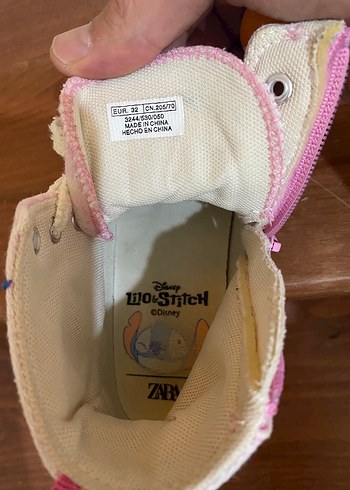 EUR. 32 CN.205/70
3244/530/050
MADE IN CHINA
HECHO EN CHINA
Disney
LILO & STITCH
©Disney
ZARA